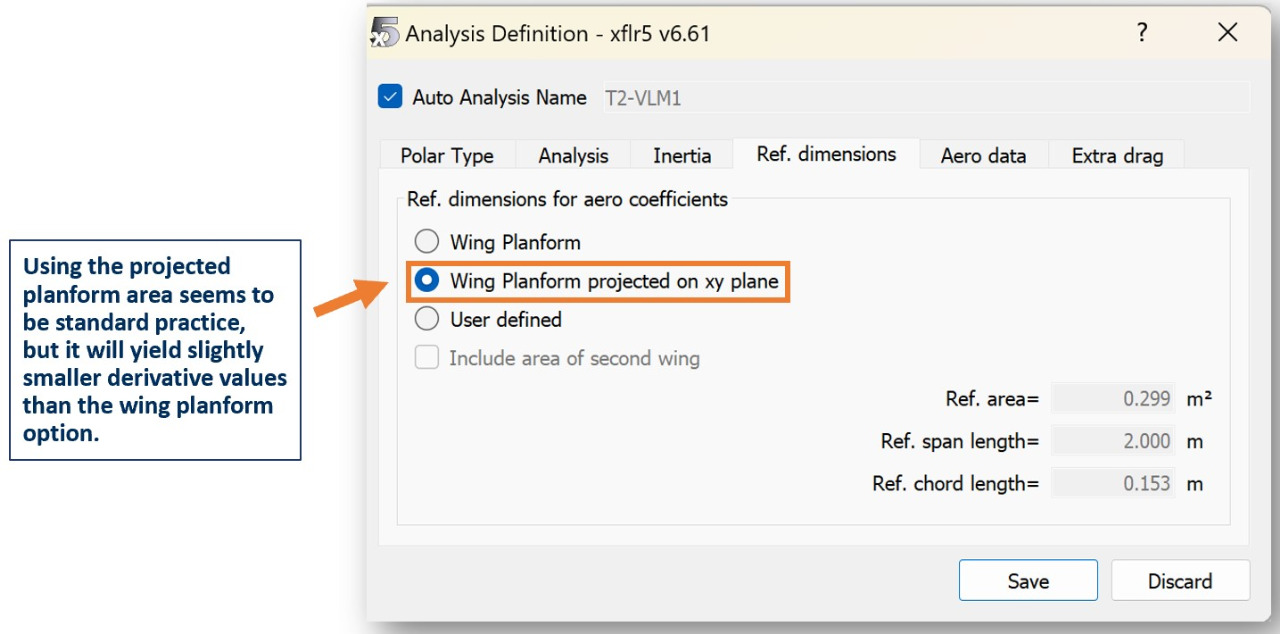 Analysis Definition - xflr5 v6.61
?
Auto Analysis Name T2-VLM1
Polar Type Analysis Inertia Ref. dimensions Aero data Extra drag
Ref. dimensions for aero coefficients
Wing Planform
Wing Planform projected on xy plane
User defined
Include area of second wing
Ref. area= 0.299 m²
Ref. span length= 2.000 m
Ref. chord length= 0.153 m
Save Discard
Using the projected
planform area seems to
be standard practice,
but it will yield slightly
smaller derivative values
than the wing planform
option.